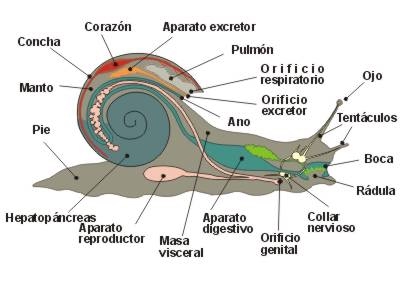 Corazón
Aparato excretor
Concha
Pulmón
Manto
Orificio
respiratorio
Ojo
Orificio
excretor
Ano
Tentáculos
Pie
Boca
Rádula
Hepatopáncreas
Aparato
reproductor
Masa
visceral
Aparato
digestivo
Orificio
genital
Collar
nervioso